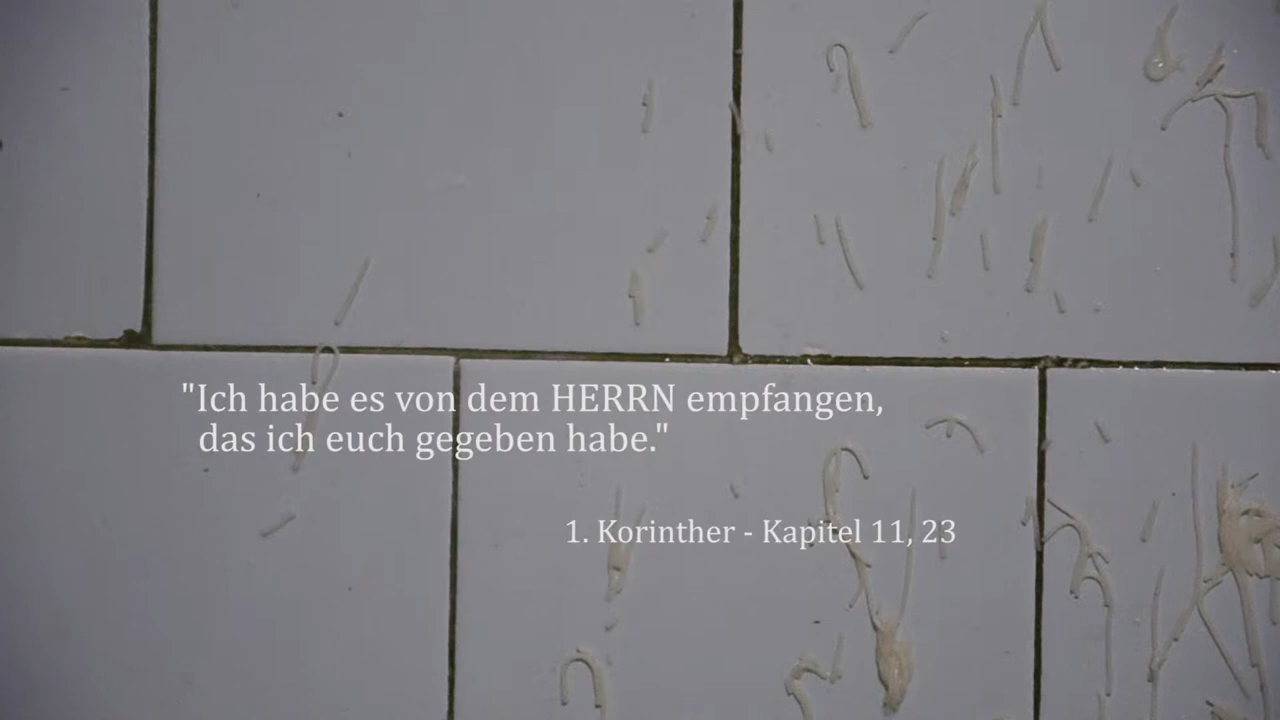 "Ich habe es von dem HERRN empfangen,
das ich euch gegeben habe."
1. Korinther - Kapitel 11, 23